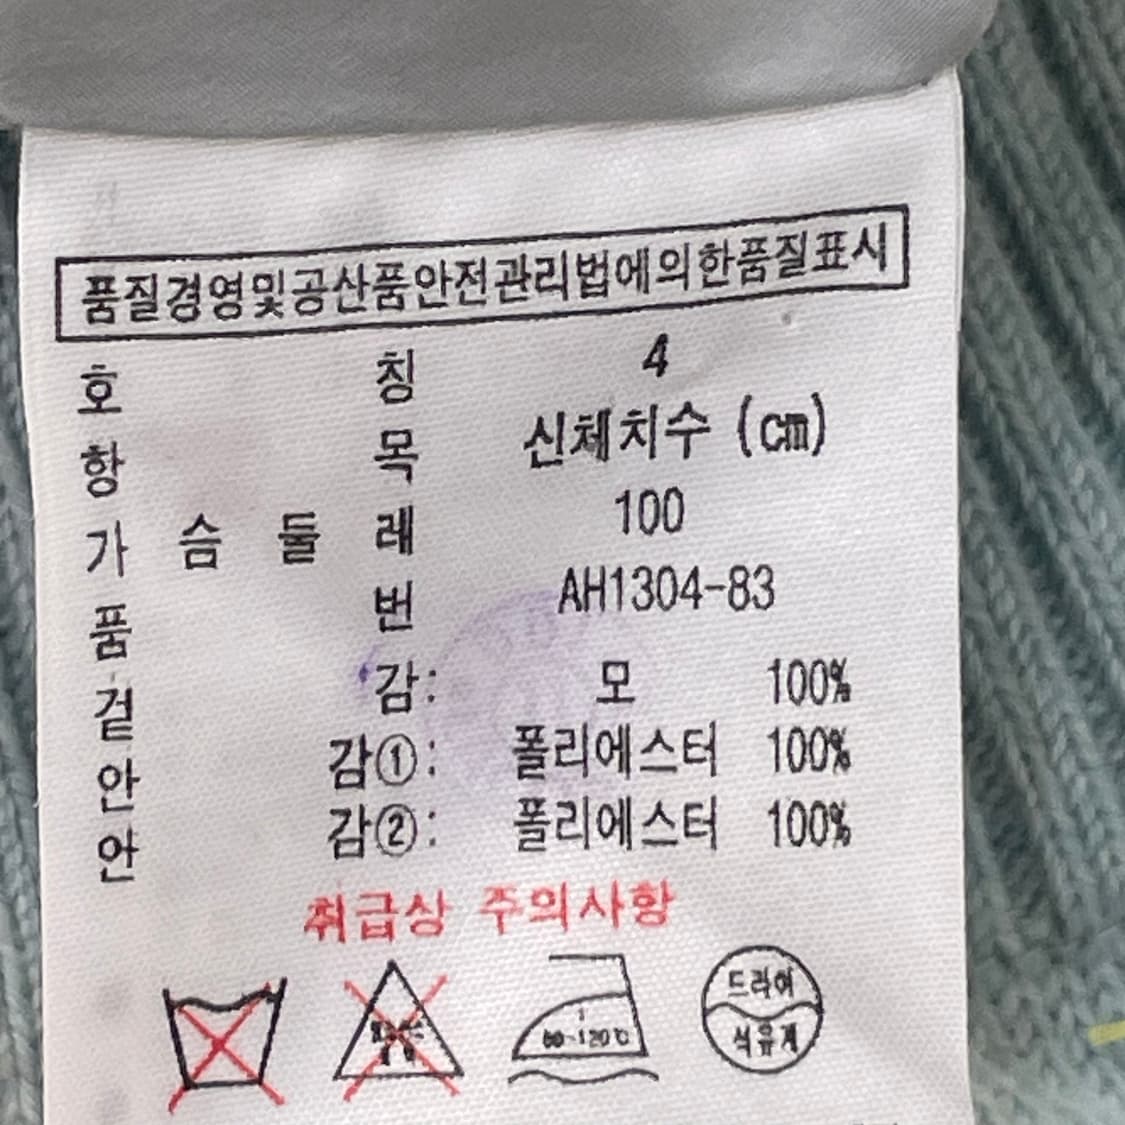 품질경영및공산품안전관리법에의한품질표시
호 칭 4
항 목 신체치수 (cm)
가 슴 둘 레 100
품 번 AH1304-83
겉 감: 모 100%
안 감①: 폴리에스터 100%
안 감②: 폴리에스터 100%
취급상 주의사항
80~120℃
드라이
석유계